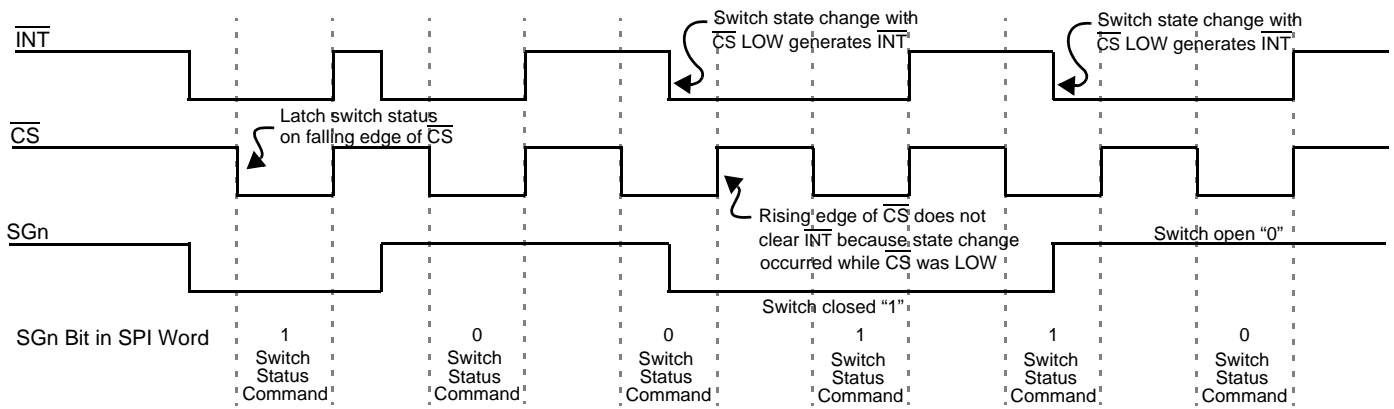 INT
Switch state change with
CS LOW generates INT
Switch state change with
CS LOW generates INT
Latch switch status
on falling edge of CS
CS
Rising edge of CS does not
clear INT because state change
occurred while CS was LOW
SGn
Switch open “0”
Switch closed “1”
SGn Bit in SPI Word
1
Switch
Status
Command
0
Switch
Status
Command
0
Switch
Status
Command
1
Switch
Status
Command
1
Switch
Status
Command
0
Switch
Status
Command